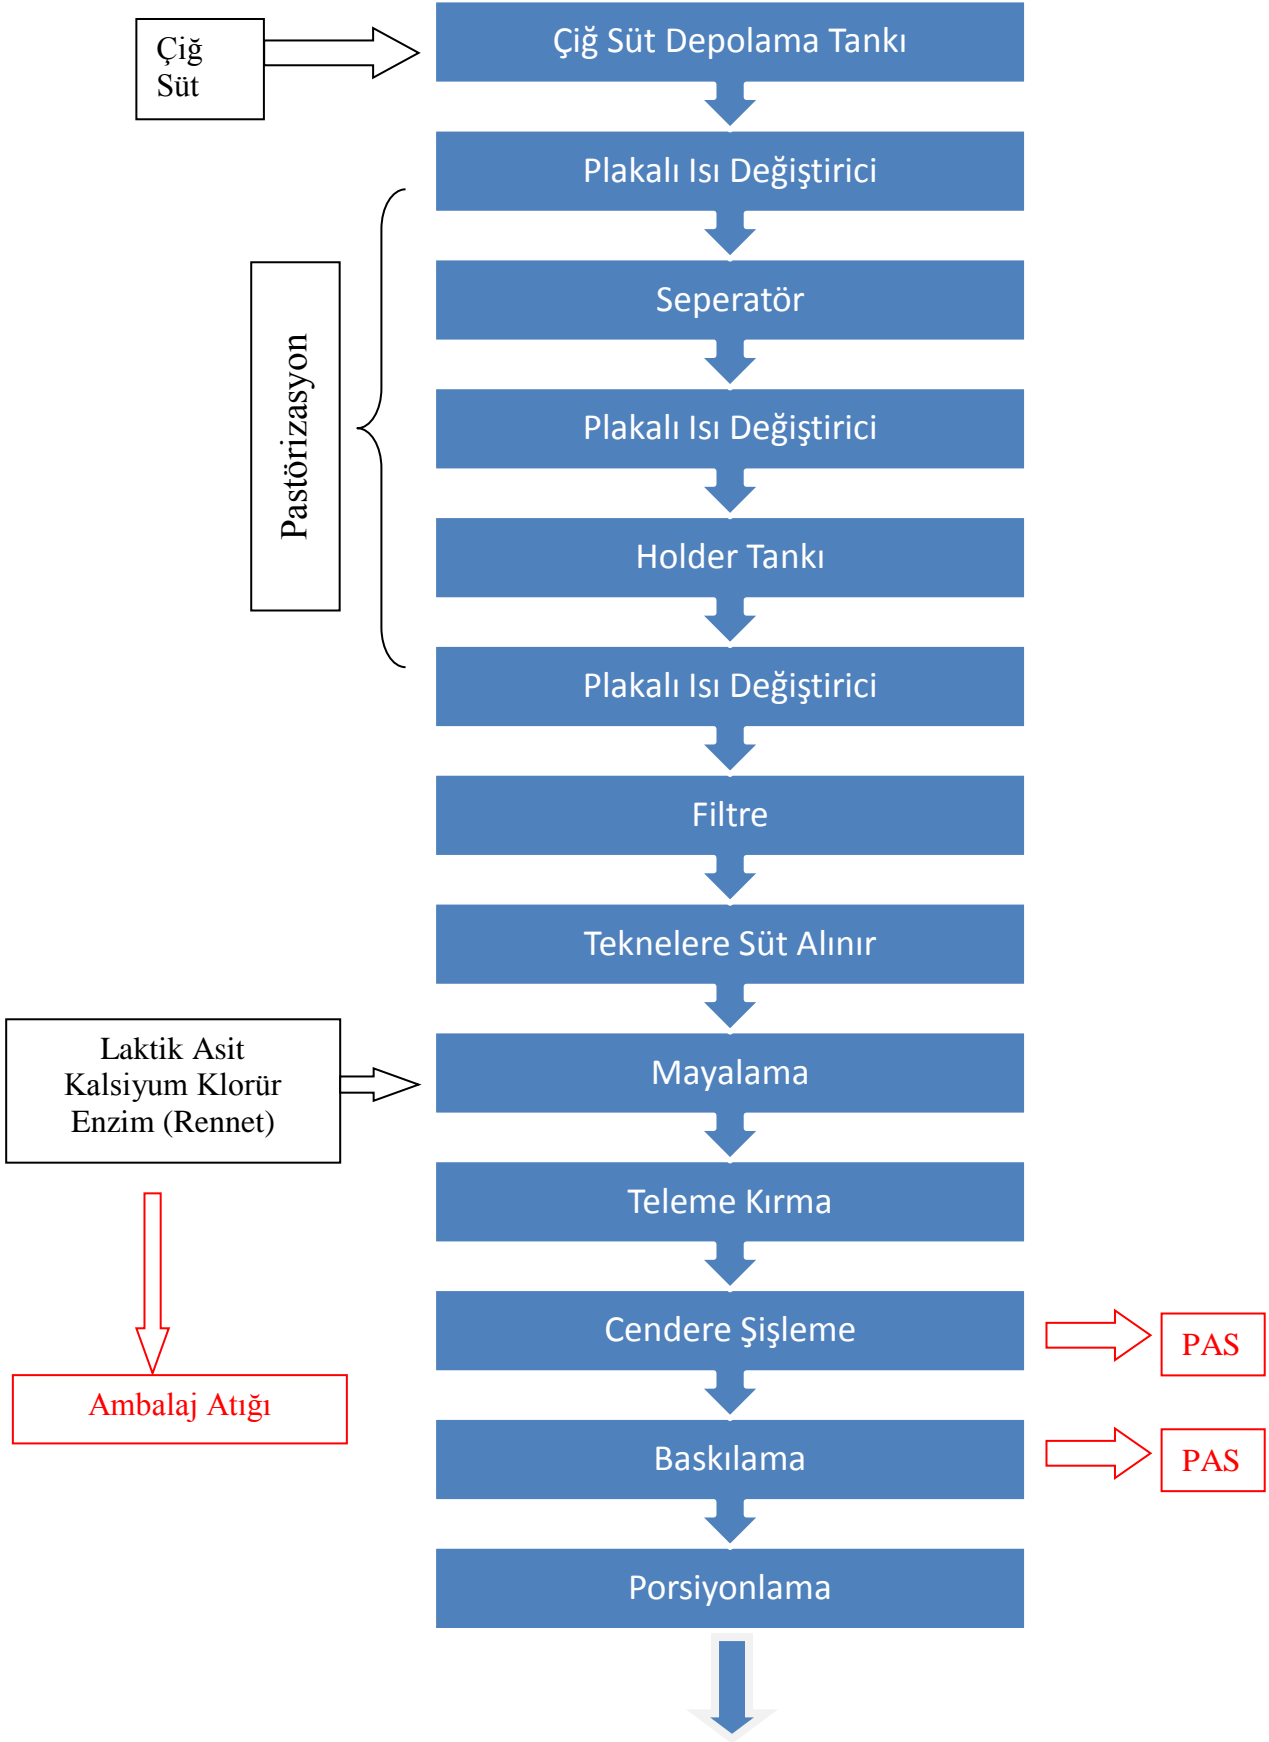 Çiğ
Süt
Çiğ Süt Depolama Tankı
Plakalı Isı Değiştirici
Pastörizasyon
Seperatör
Plakalı Isı Değiştirici
Holder Tankı
Plakalı Isı Değiştirici
Filtre
Teknelere Süt Alınır
Laktik Asit
Kalsiyum Klorür
Enzim (Rennet)
Mayalama
Teleme Kırma
Cendere Şişleme
PAS
Ambalaj Atığı
Baskılama
PAS
Porsiyonlama